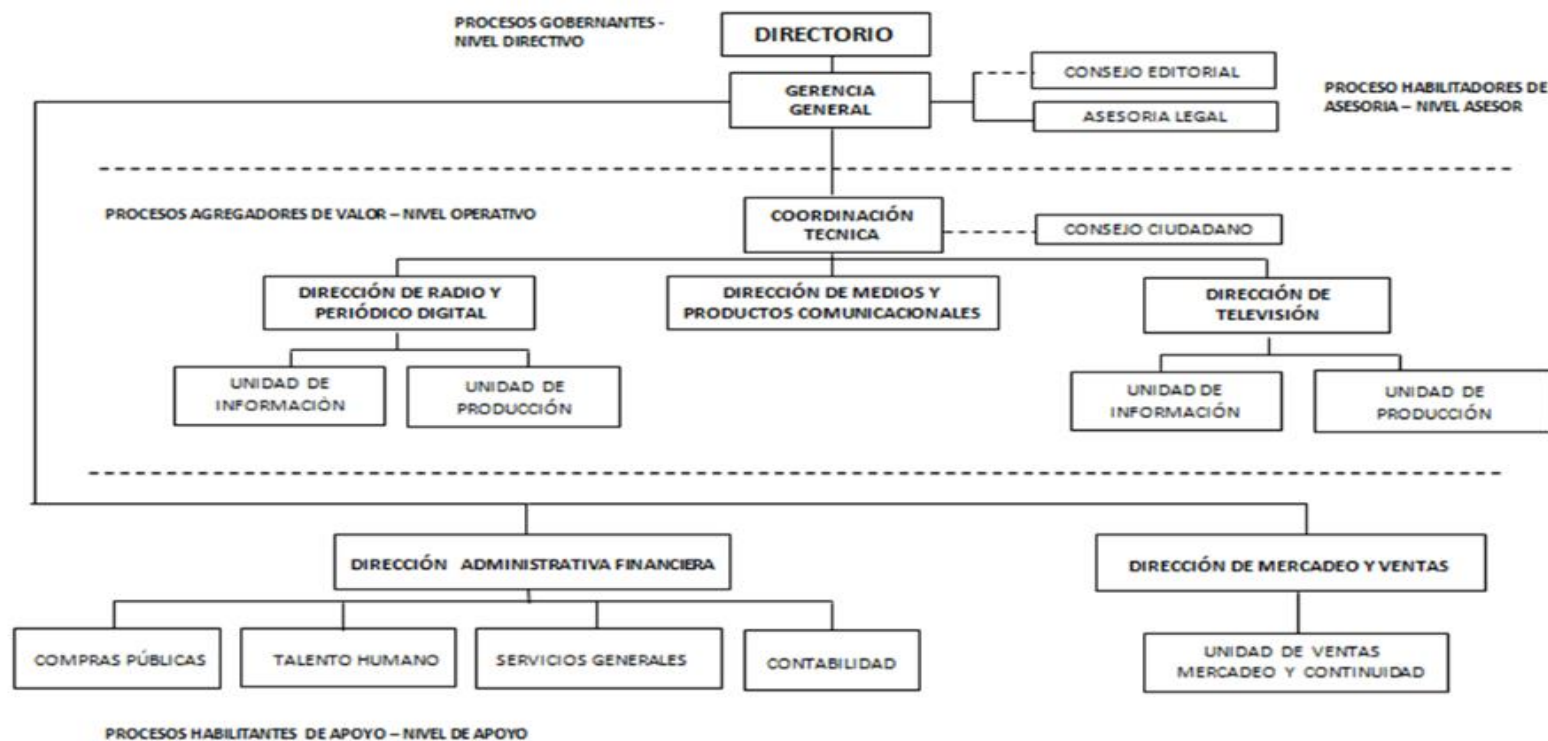 PROCESOS GOBERNANTES -
NIVEL DIRECTIVO
DIRECTORIO
GERENCIA
GENERAL
CONSEJO EDITORIAL
ASESORIA LEGAL
PROCESO HABILITADORES DE
ASESORIA – NIVEL ASESOR
PROCESOS AGREGADORES DE VALOR – NIVEL OPERATIVO
COORDINACIÓN
TECNICA
CONSEJO CIUDADANO
DIRECCIÓN DE RADIO Y
PERIÓDICO DIGITAL
DIRECCIÓN DE MEDIOS Y
PRODUCTOS COMUNICACIONALES
DIRECCIÓN DE
TELEVISIÓN
UNIDAD DE
INFORMACIÓN
UNIDAD DE
PRODUCCIÓN
UNIDAD DE
INFORMACIÓN
UNIDAD DE
PRODUCCIÓN
DIRECCIÓN ADMINISTRATIVA FINANCIERA
DIRECCIÓN DE MERCADEO Y VENTAS
COMPRAS PÚBLICAS
TALENTO HUMANO
SERVICIOS GENERALES
CONTABILIDAD
UNIDAD DE VENTAS
MERCADEO Y CONTINUIDAD
PROCESOS HABILITANTES DE APOYO – NIVEL DE APOYO